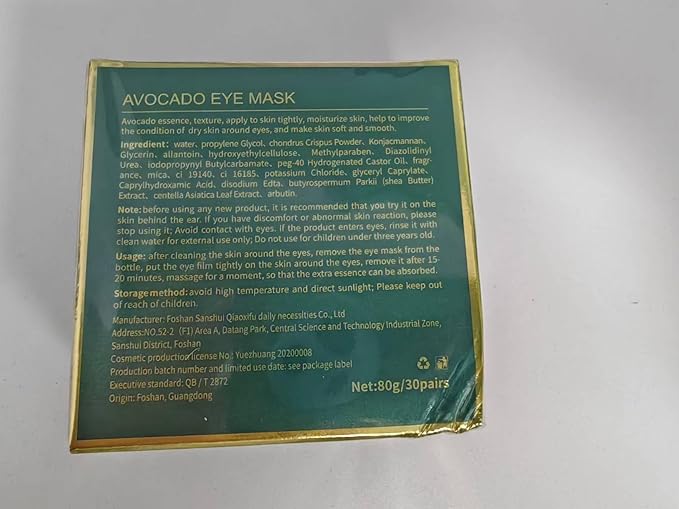 AVOCADO EYE MASK
Avocado essence, texture, apply to skin tightly, moisturize skin, help to improve
the condition of dry skin around eyes, and make skin soft and smooth.
Ingredient: water、propylene Glycol、chondrus Crispus Powder、Konjacmannan、
Glycerin、allantoin、hydroxyethylcellulose、Methylparaben、Diazolidinyl
Urea、iodopropynyl Butylcarbamate、peg-40 Hydrogenated Castor Oil、fragr-
ance、mica、ci 19140、ci 16185、potassium Chloride、glyceryl Caprylate、
Caprylhydroxamic Acid、disodium Edta、butyrospermum Parkii (shea Butter)
Extract、centella Asiatica Leaf Extract、arbutin.
Note: before using any new product, it is recommended that you try it on the
skin behind the ear. If you have discomfort or abnormal skin reaction, please
stop using it; Avoid contact with eyes. If the product enters eyes, rinse it with
clean water for external use only; Do not use for children under three years old.
Usage: after cleaning the skin around the eyes, remove the eye mask from the
bottle, put the eye film tightly on the skin around the eyes, remove it after 15-
20 minutes, massage for a moment, so that the extra essence can be absorbed.
Storage method: avoid high temperature and direct sunlight; Please keep out
of reach of children.
Manufacturer: Foshan Sanshui Qiaoxifu daily necessities Co., Ltd
Address:NO.52-2（F1) Area A, Datang Park, Central Science and Technology Industrial Zone,
Sanshui District, Foshan
Cosmetic production license No.: Yuezhuang 20200008
Production batch number and limited use date: see package label
Executive standard: QB / T 2872
Origin: Foshan, Guangdong
Net:80g/30pairs